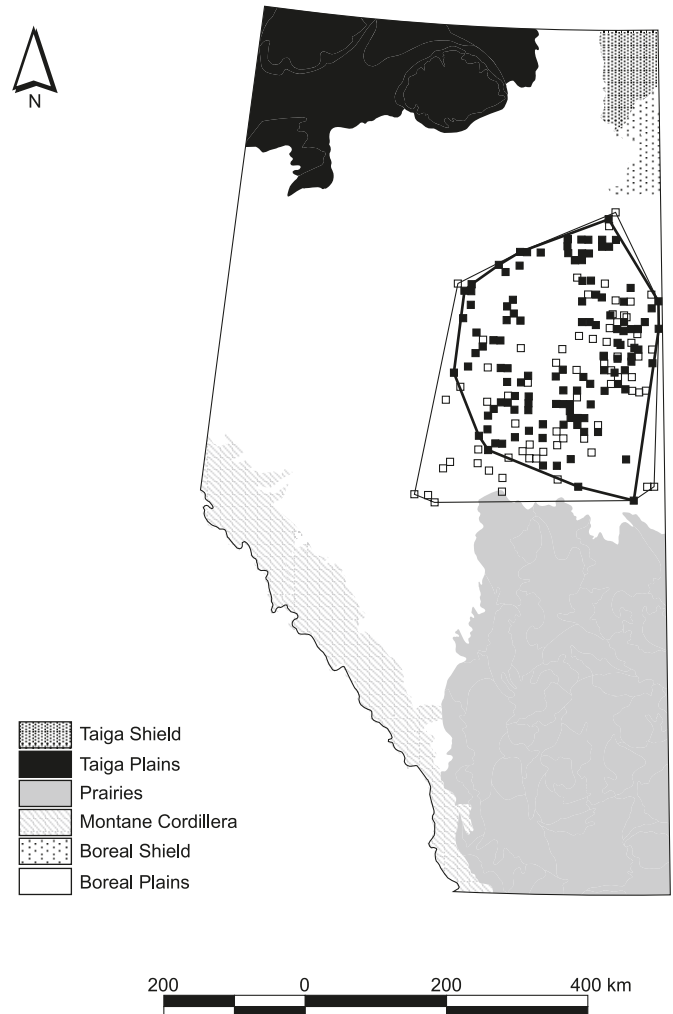 N
Taiga Shield
Taiga Plains
Prairies
Montane Cordillera
Boreal Shield
Boreal Plains
200 0 200 400 km